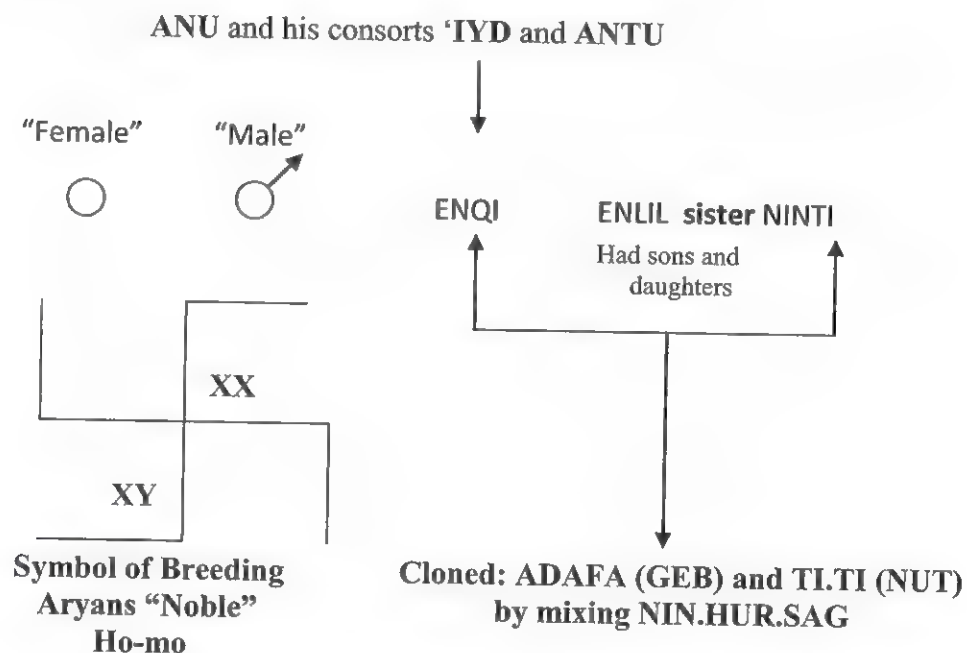 ANU and his consorts ‘IYD and ANTU
“Female” “Male”
ENQI ENLIL sister NINTI
Had sons and
daughters
XX
XY
Symbol of Breeding
Aryans “Noble”
Ho-mo
Cloned: ADAFA (GEB) and TI.TI (NUT)
by mixing NIN.HUR.SAG